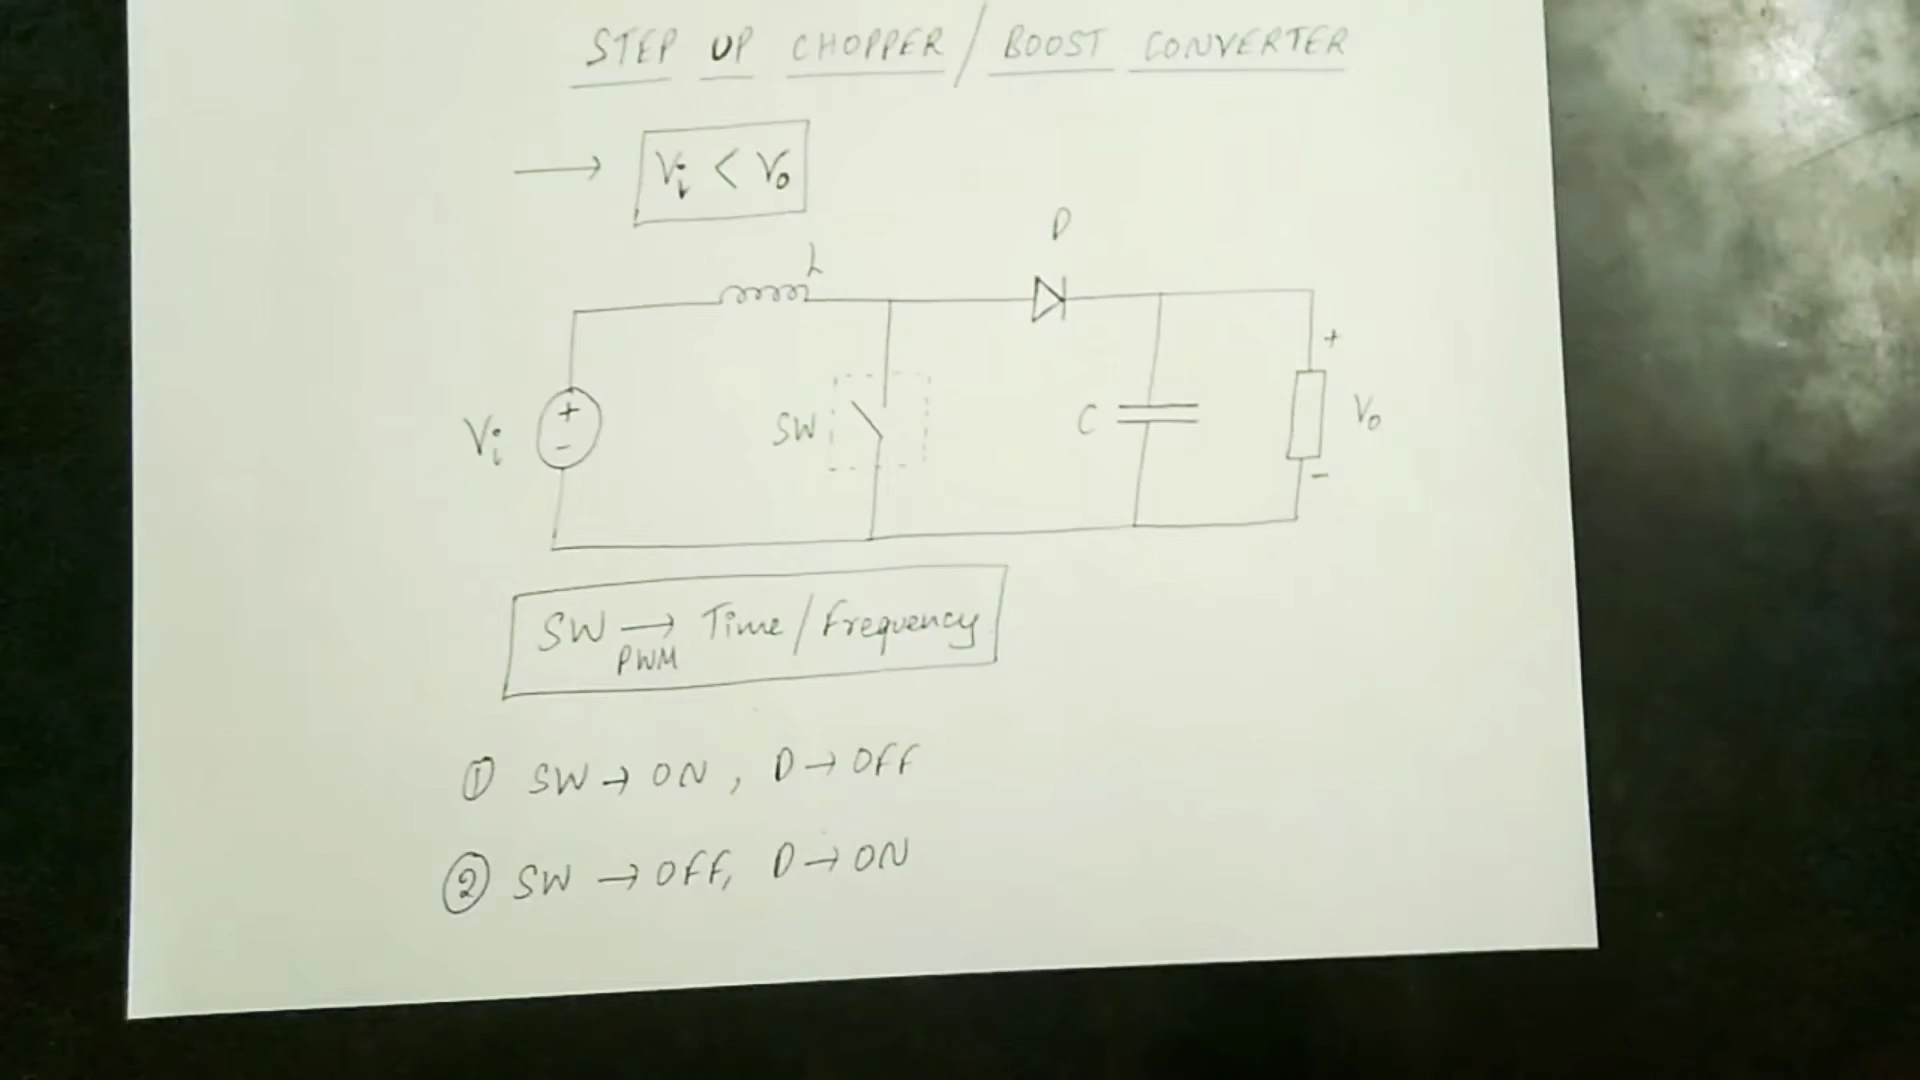 STEP UP CHOPPER / BOOST CONVERTER
→ Vi < Vo
L
D
Vi
+
-
SW
C
+
Vo
-
SW → Time / Frequency
PWM
① SW → ON, D → OFF
② SW → OFF, D → ON